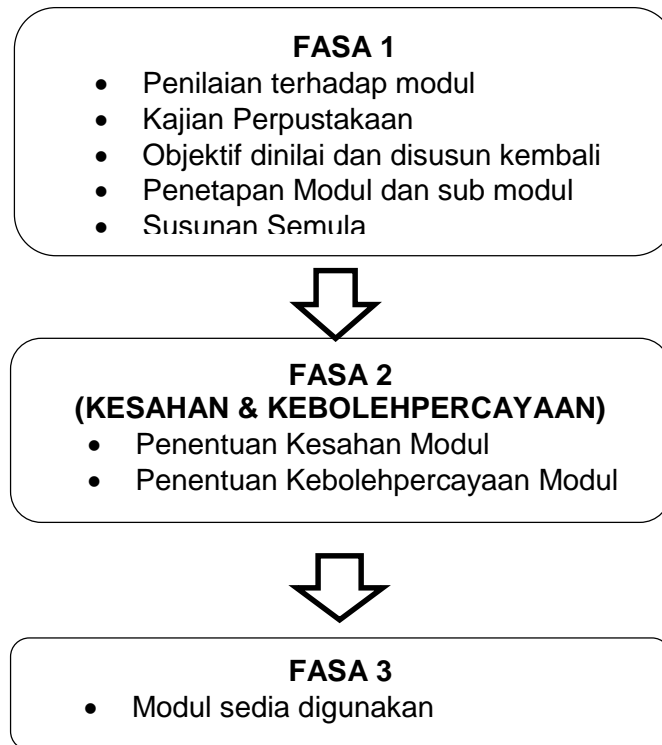 FASA 1
• Penilaian terhadap modul
• Kajian Perpustakaan
• Objektif dinilai dan disusun kembali
• Penetapan Modul dan sub modul
• Susunan Semula
FASA 2
(KESAHAN & KEBOLEHPERCAYAAN)
• Penentuan Kesahan Modul
• Penentuan Kebolehpercayaan Modul
FASA 3
• Modul sedia digunakan